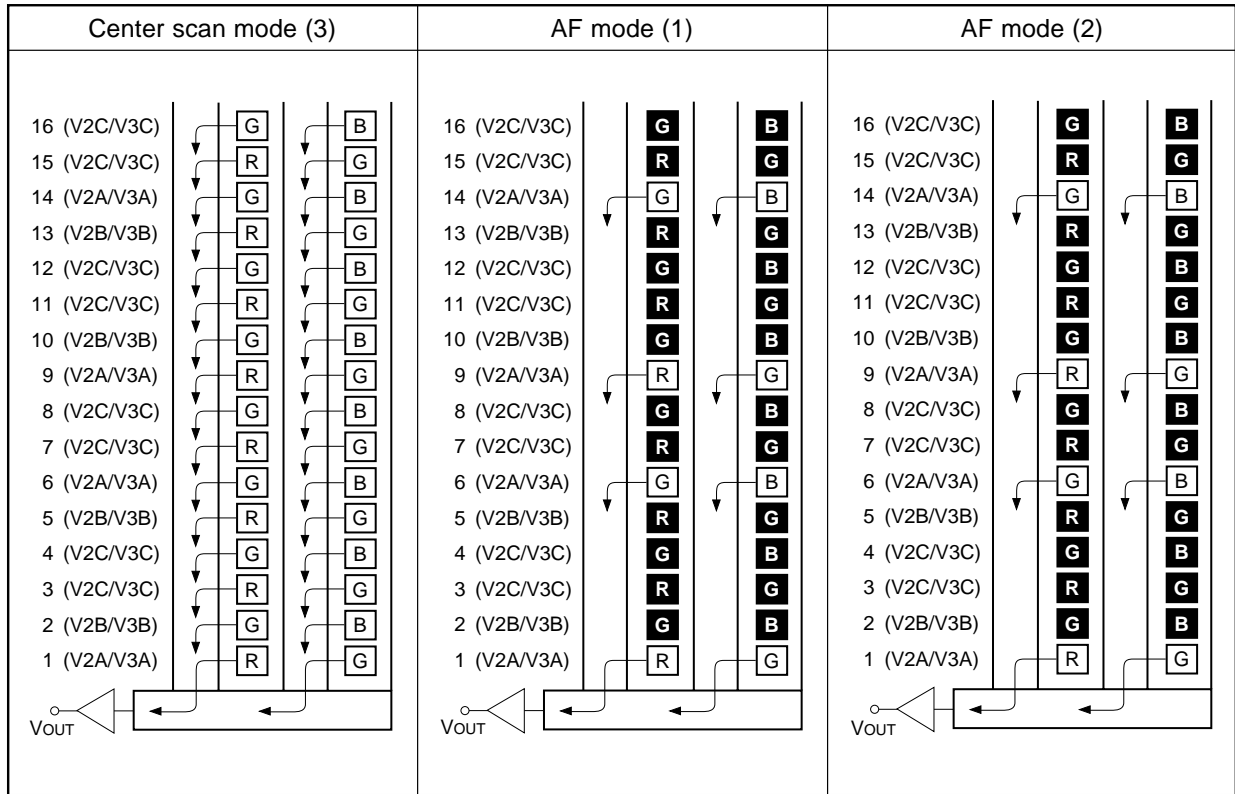 Center scan mode (3) AF mode (1) AF mode (2)
16 (V2C/V3C) G B 16 (V2C/V3C) G B 16 (V2C/V3C) G B
15 (V2C/V3C) R G 15 (V2C/V3C) R G 15 (V2C/V3C) R G
14 (V2A/V3A) G B 14 (V2A/V3A) G B 14 (V2A/V3A) G B
13 (V2B/V3B) R G 13 (V2B/V3B) R G 13 (V2B/V3B) R G
12 (V2C/V3C) G B 12 (V2C/V3C) G B 12 (V2C/V3C) G B
11 (V2C/V3C) R G 11 (V2C/V3C) R G 11 (V2C/V3C) R G
10 (V2B/V3B) G B 10 (V2B/V3B) G B 10 (V2B/V3B) G B
9 (V2A/V3A) R G 9 (V2A/V3A) R G 9 (V2A/V3A) R G
8 (V2C/V3C) G B 8 (V2C/V3C) G B 8 (V2C/V3C) G B
7 (V2C/V3C) R G 7 (V2C/V3C) R G 7 (V2C/V3C) R G
6 (V2A/V3A) G B 6 (V2A/V3A) G B 6 (V2A/V3A) G B
5 (V2B/V3B) R G 5 (V2B/V3B) R G 5 (V2B/V3B) R G
4 (V2C/V3C) G B 4 (V2C/V3C) G B 4 (V2C/V3C) G B
3 (V2C/V3C) R G 3 (V2C/V3C) R G 3 (V2C/V3C) R G
2 (V2B/V3B) G B 2 (V2B/V3B) G B 2 (V2B/V3B) G B
1 (V2A/V3A) R G 1 (V2A/V3A) R G 1 (V2A/V3A) R G
VOUT VOUT VOUT